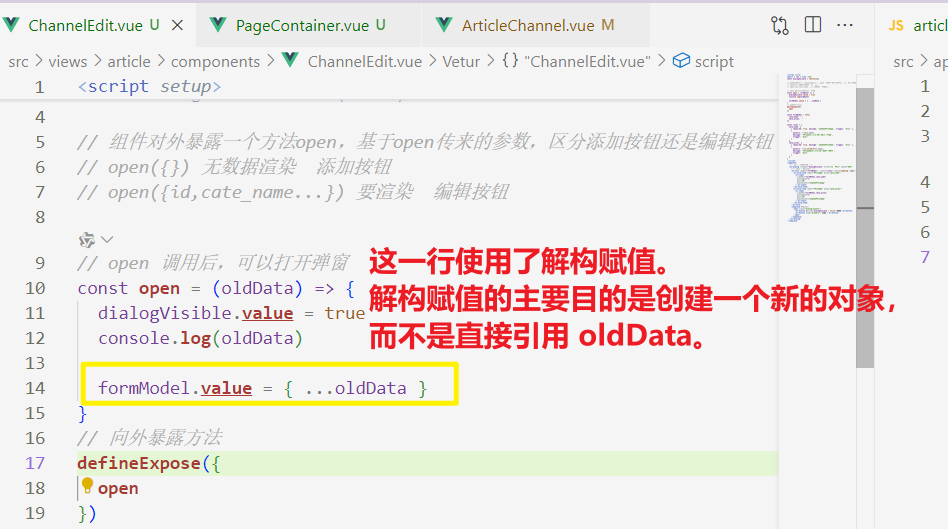 ChannelEdit.vue U
PageContainer.vue U
ArticleChannel.vue M
JS articl
src > views > article > components > ChannelEdit.vue > Vetur > {} "ChannelEdit.vue" > script
src > ap
1 <script setup>
4
5 // 组件对外暴露一个方法open，基于open传来的参数，区分添加按钮还是编辑按钮
6 // open({}) 无数据渲染 添加按钮
7 // open({id,cate_name...}) 要渲染 编辑按钮
8
9 // open 调用后，可以打开弹窗
10 const open = (oldData) => {
11 dialogVisible.value = true
12 console.log(oldData)
13
14 formModel.value = { ...oldData }
15 }
16 // 向外暴露方法
17 defineExpose({
18 open
19 })
这一行使用了解构赋值。
解构赋值的主要目的是创建一个新的对象，
而不是直接引用 oldData。
1
2
3
4
5
6
7